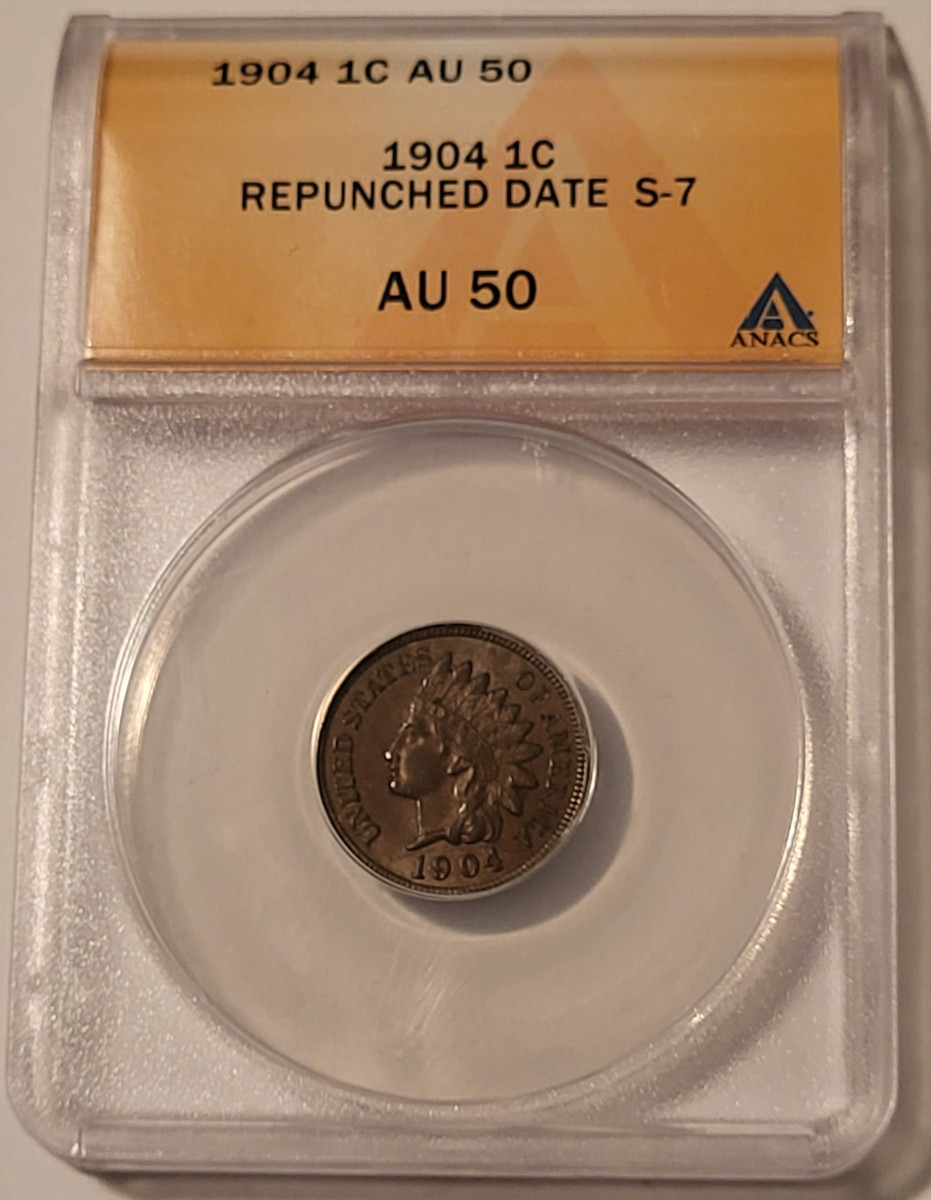 1904 1C AU 50
1904 1C
REPUNCHED DATE S-7
AU 50
ANACS
UNITED STATES OF AMERICA
1904